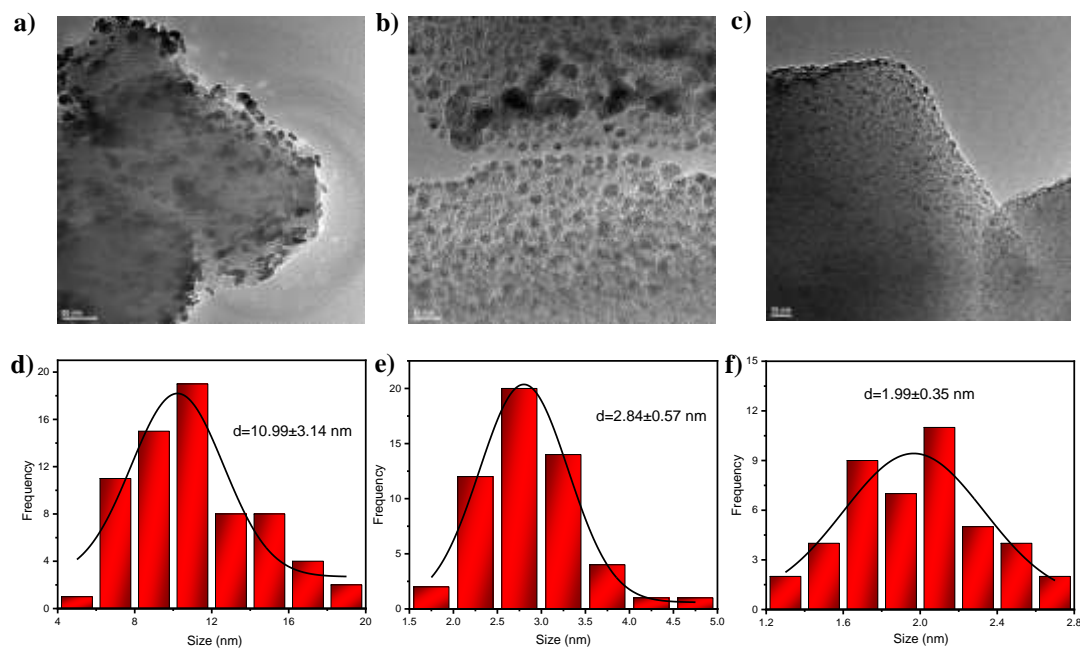 a)
b)
c)
d)
20
16
12
8
4
0
Frequency
d=10.99±3.14 nm
4
8
12
16
20
Size (nm)
e)
20
15
10
5
0
Frequency
d=2.84±0.57 nm
1.5
2.0
2.5
3.0
3.5
4.0
4.5
5.0
Size (nm)
f)
15
12
9
6
3
0
Frequency
d=1.99±0.35 nm
1.2
1.6
2.0
2.4
2.8
Size (nm)